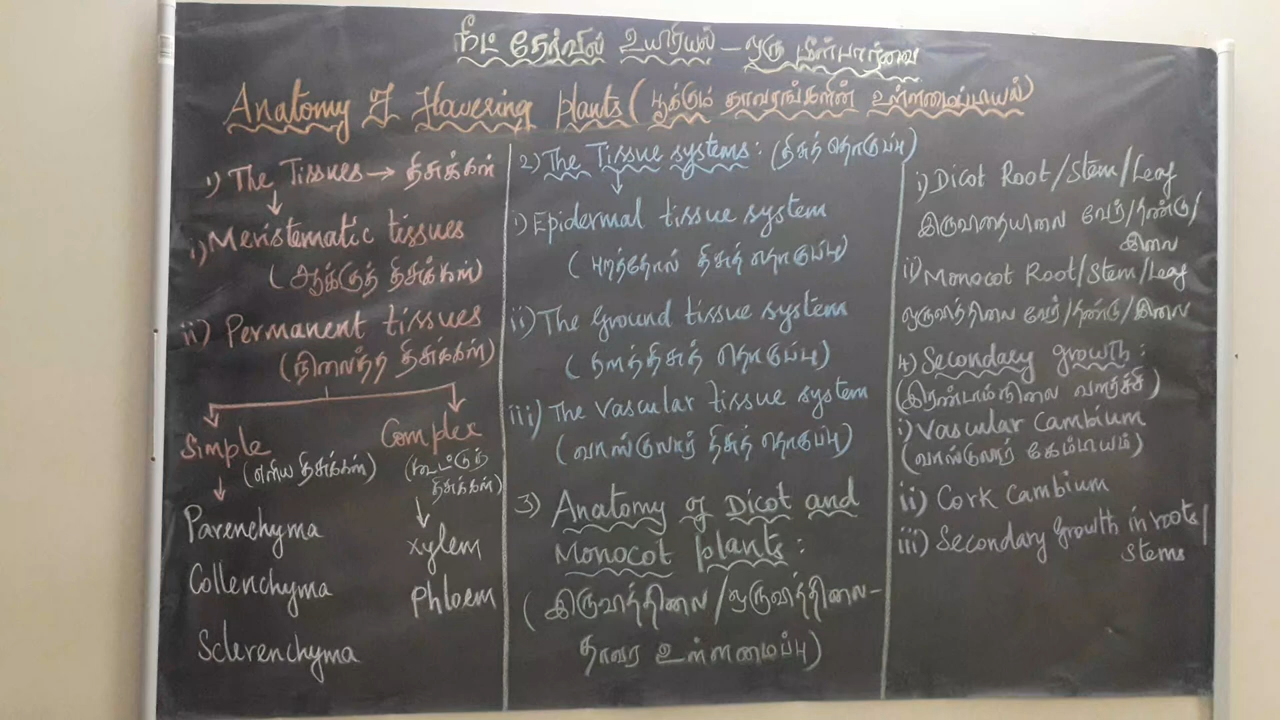 நீட் தேர்வில் உயிரியல் – ஒரு மீள்பார்வை
Anatomy of Flowering Plants (பூக்கும் தாவரங்களின் உள்ளமைப்பியல்)
1) The Tissues → திசுக்கள்
i) Meristematic tissues
(ஆக்குத் திசுக்கள்)
ii) Permanent tissues
(நிலைத்த திசுக்கள்)
Simple
(எளிய திசுக்கள்)
Parenchyma
Collenchyma
Sclerenchyma
Complex
(கூட்டுத்
திசுக்கள்)
Xylem
Phloem
2) The Tissue systems: (திசுத் தொகுப்பு)
i) Epidermal tissue system
(புறத்தோல் திசுத் தொகுப்பு)
ii) The Ground tissue system
(தளத்திசுத் தொகுப்பு)
iii) The Vascular tissue system
(வாஸ்குலார் திசுத் தொகுப்பு)
3) Anatomy of Dicot and
Monocot plants:
(இருவித்திலை/ஒருவித்திலை-
தாவர உள்ளமைப்பு)
i) Dicot Root/Stem/Leaf
வேர்/தண்டு/
இலை
ii) Monocot Root/Stem/Leaf
ஒருவித்திலை வேர்/தண்டு/இலை
4) Secondary growth:
(இரண்டாம்நிலை வளர்ச்சி)
i) Vascular Cambium
(வாஸ்குலார் கேம்பியம்)
ii) Cork Cambium
iii) Secondary Growth in roots/
Stems